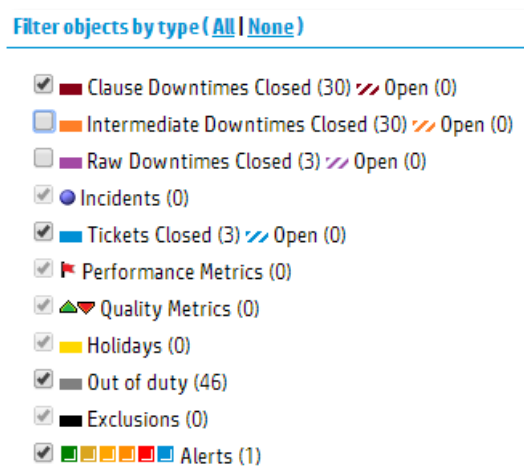 Filter objects by type ( All | None )
Clause Downtimes Closed (30) Open (0)
Intermediate Downtimes Closed (30) Open (0)
Raw Downtimes Closed (3) Open (0)
Incidents (0)
Tickets Closed (3) Open (0)
Performance Metrics (0)
Quality Metrics (0)
Holidays (0)
Out of duty (46)
Exclusions (0)
Alerts (1)